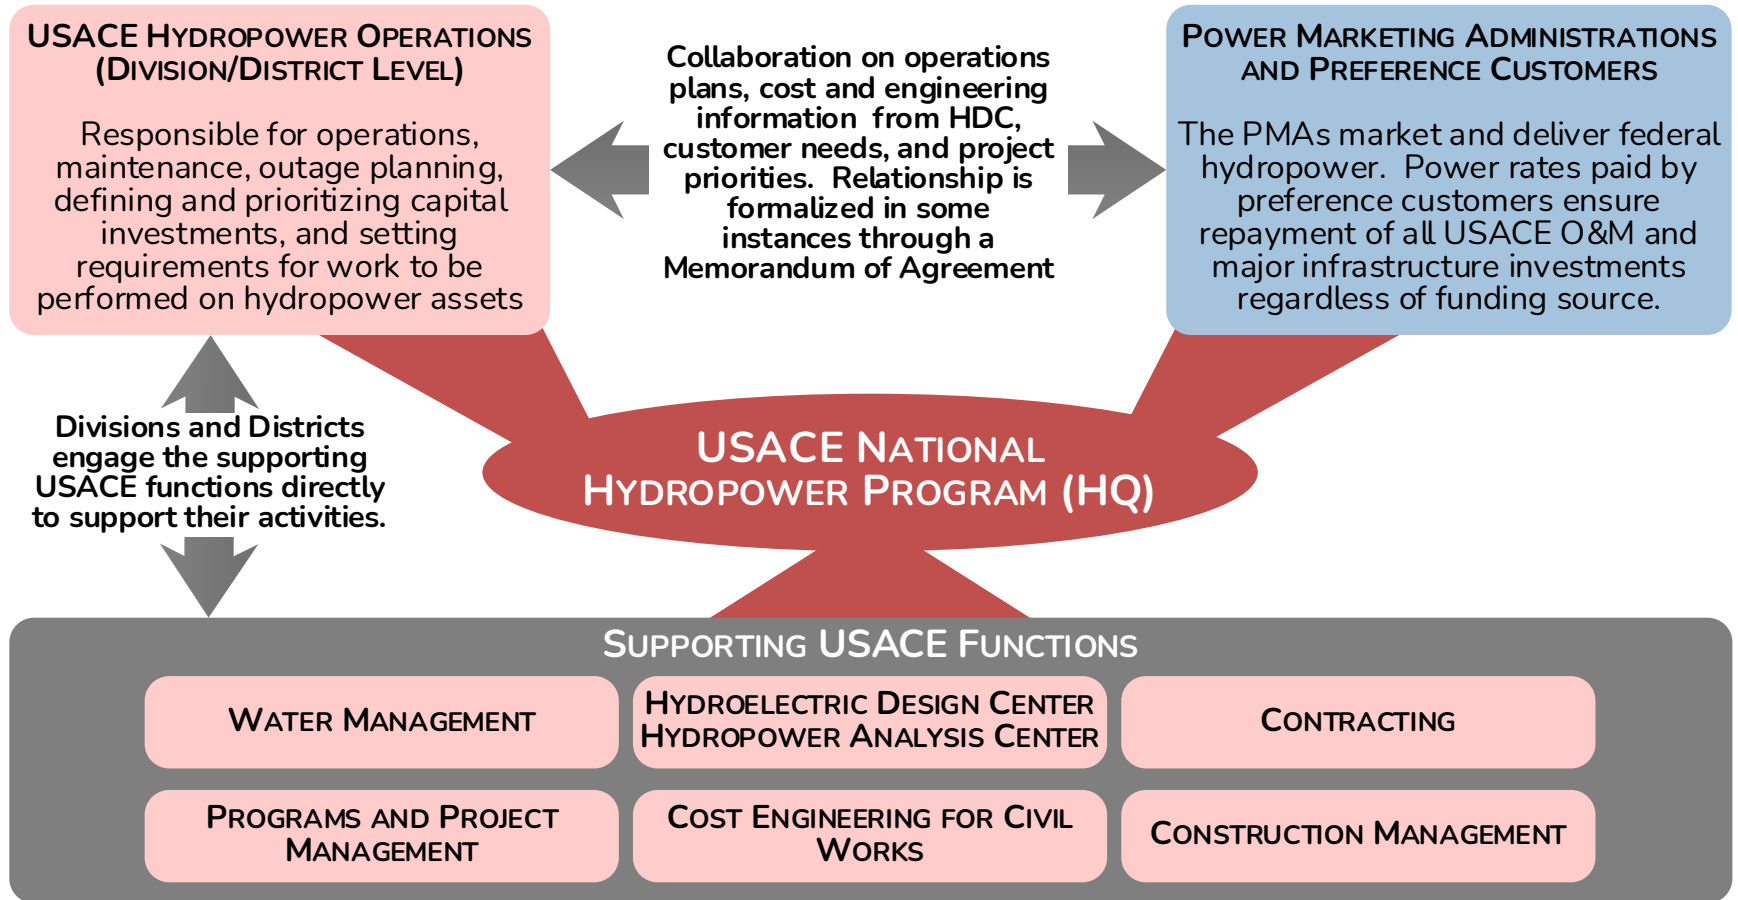 USACE HYDROPOWER OPERATIONS
(DIVISION/DISTRICT LEVEL)
Responsible for operations,
maintenance, outage planning,
defining and prioritizing capital
investments, and setting
requirements for work to be
performed on hydropower assets
Collaboration on operations
plans, cost and engineering
information from HDC,
customer needs, and project
priorities. Relationship is
formalized in some
instances through a
Memorandum of Agreement
POWER MARKETING ADMINISTRATIONS
AND PREFERENCE CUSTOMERS
The PMAs market and deliver federal
hydropower. Power rates paid by
preference customers ensure
repayment of all USACE O&M and
major infrastructure investments
regardless of funding source.
Divisions and Districts
engage the supporting
USACE functions directly
to support their activities.
USACE NATIONAL
HYDROPOWER PROGRAM (HQ)
SUPPORTING USACE FUNCTIONS
WATER MANAGEMENT
HYDROELECTRIC DESIGN CENTER
HYDROPOWER ANALYSIS CENTER
CONTRACTING
PROGRAMS AND PROJECT
MANAGEMENT
COST ENGINEERING FOR CIVIL
WORKS
CONSTRUCTION MANAGEMENT